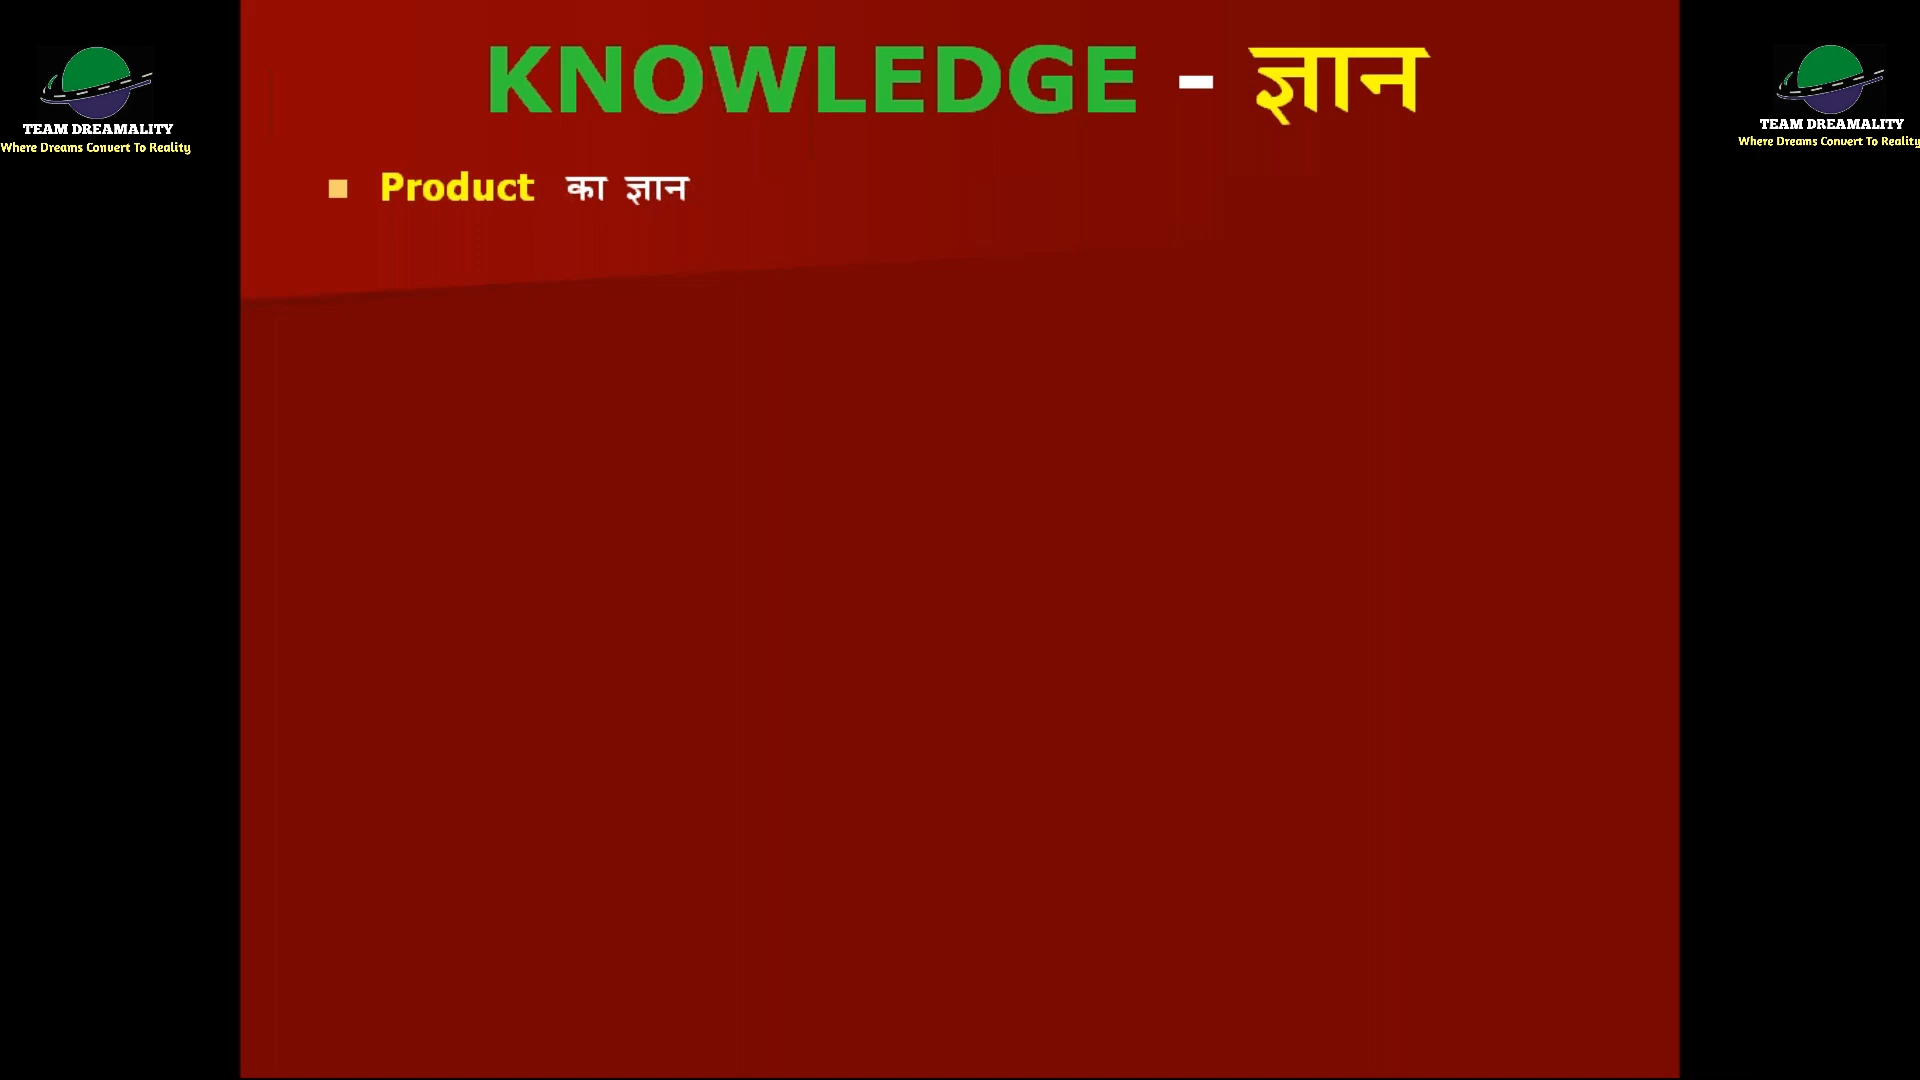 KNOWLEDGE - ज्ञान
TEAM DREAMALITY
Where Dreams Convert To Reality
TEAM DREAMALITY
Where Dreams Convert To Reality
Product का ज्ञान